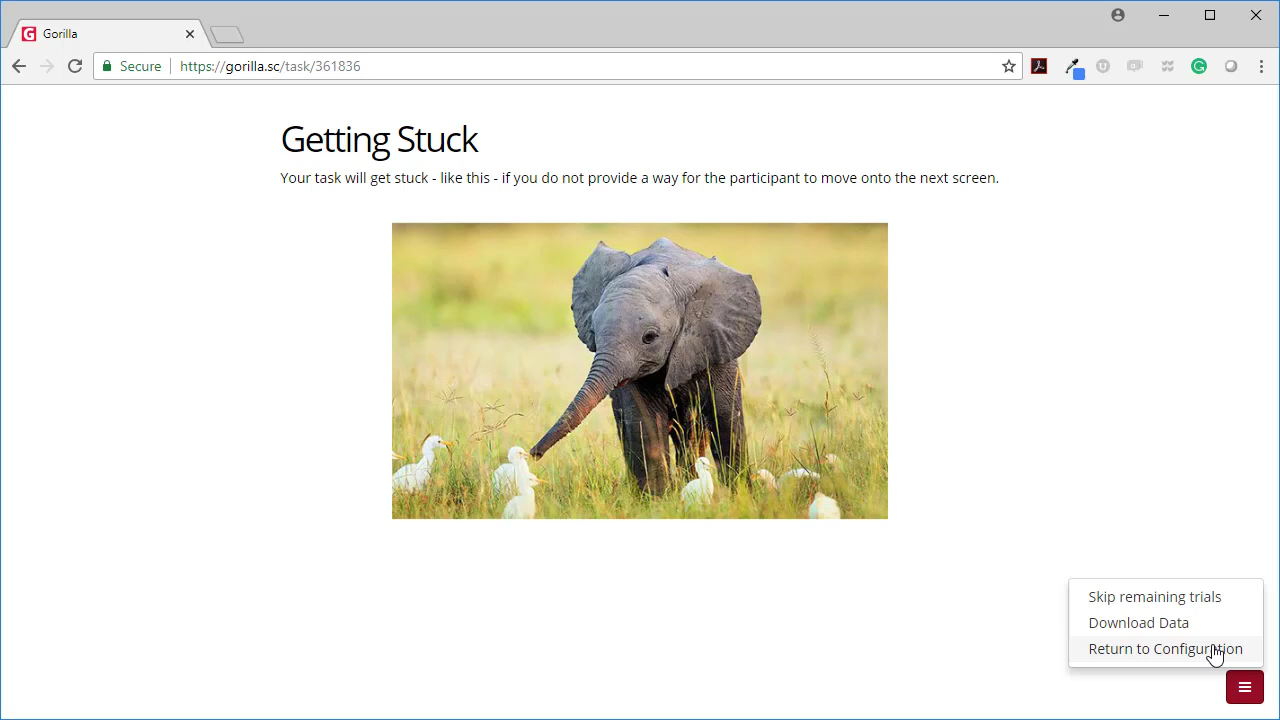 Gorilla
Secure
https://gorilla.sc/task/361836
Getting Stuck
Your task will get stuck - like this - if you do not provide a way for the participant to move onto the next screen.
Skip remaining trials
Download Data
Return to Configuration